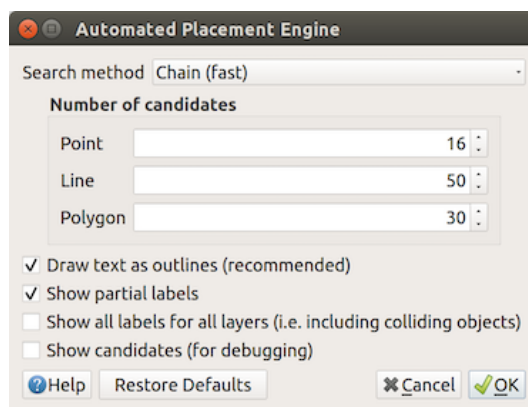 Automated Placement Engine
Search method Chain (fast)
Number of candidates
Point 16
Line 50
Polygon 30
Draw text as outlines (recommended)
Show partial labels
Show all labels for all layers (i.e. including colliding objects)
Show candidates (for debugging)
Help Restore Defaults Cancel OK